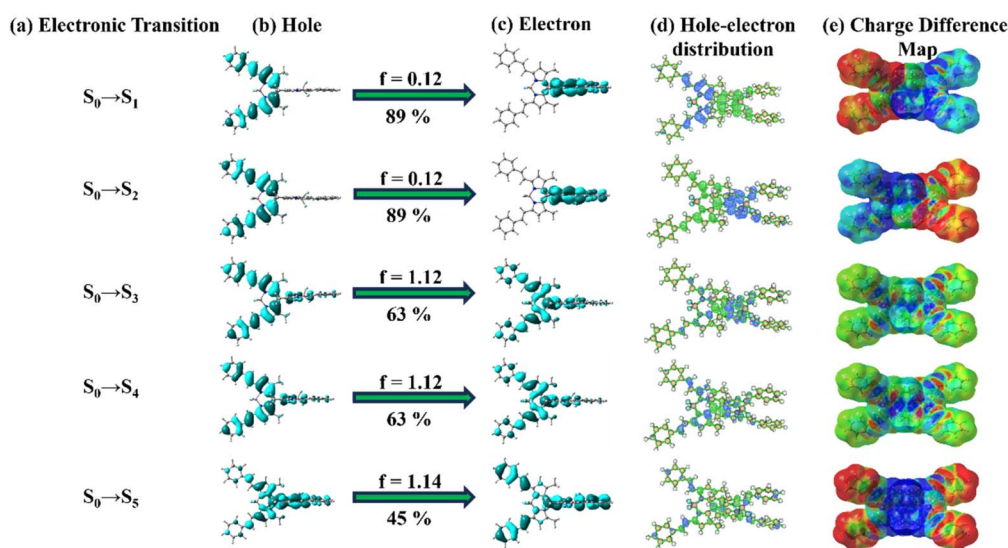 (a) Electronic Transition (b) Hole (c) Electron (d) Hole-electron distribution (e) Charge Difference Map
S₀→S₁ f = 0.12 89 %
S₀→S₂ f = 0.12 89 %
S₀→S₃ f = 1.12 63 %
S₀→S₄ f = 1.12 63 %
S₀→S₅ f = 1.14 45 %